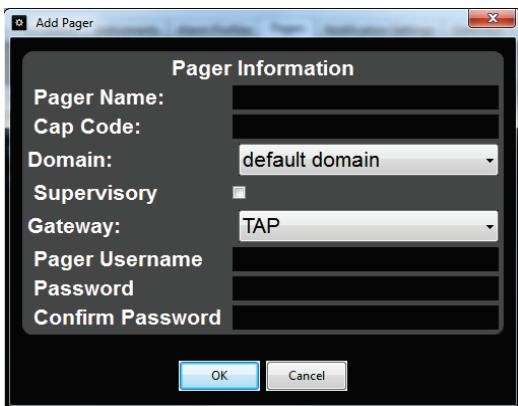 Add Pager
Pager Information
Pager Name:
Cap Code:
Domain: default domain
Supervisory
Gateway: TAP
Pager Username
Password
Confirm Password
OK Cancel